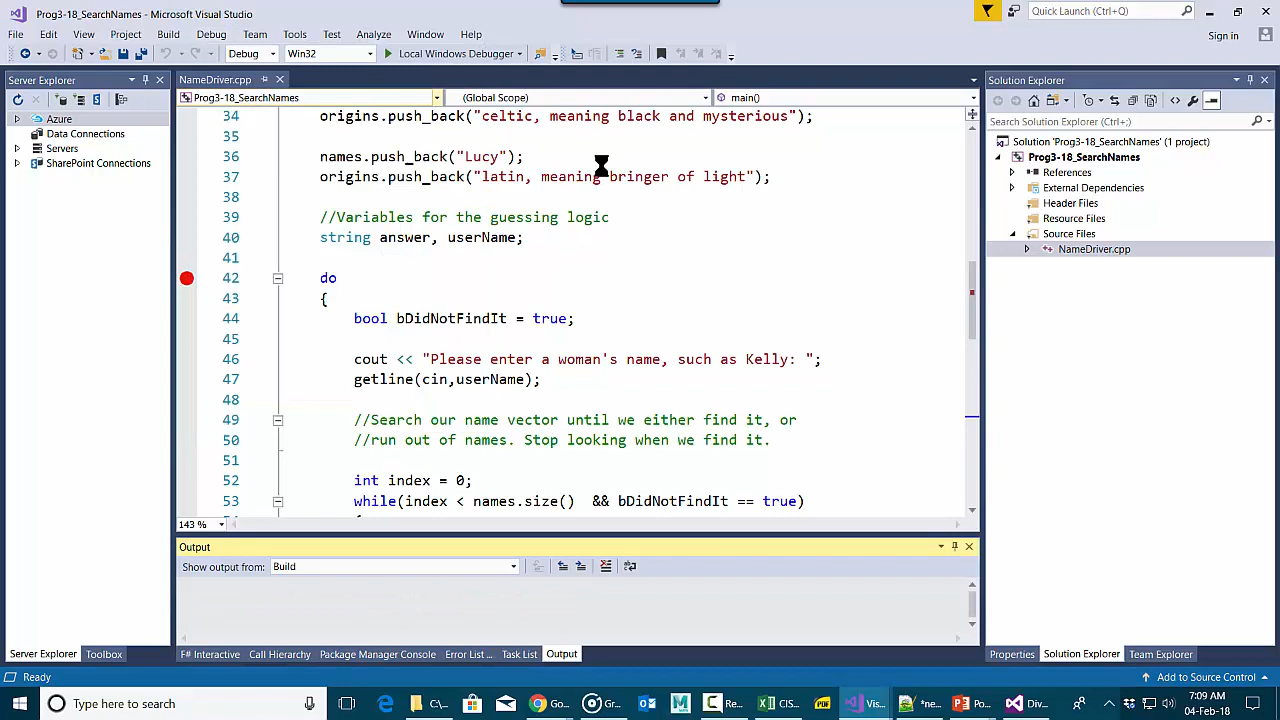 Prog3-18_SearchNames - Microsoft Visual Studio
Quick Launch (Ctrl+Q)
File Edit View Project Build Debug Team Tools Test Analyze Window Help
Sign in
Debug Win32 Local Windows Debugger
Server Explorer
Azure
Data Connections
Servers
SharePoint Connections
NameDriver.cpp
Prog3-18_SearchNames (Global Scope) main()
34 origins.push_back("celtic, meaning black and mysterious");
35
36 names.push_back("Lucy");
37 origins.push_back("latin, meaning bringer of light");
38
39 //Variables for the guessing logic
40 string answer, userName;
41
42 do
43 {
44 bool bDidNotFindIt = true;
45
46 cout << "Please enter a woman's name, such as Kelly: ";
47 getline(cin,userName);
48
49 //Search our name vector until we either find it, or
50 //run out of names. Stop looking when we find it.
51
52 int index = 0;
53 while(index < names.size() && bDidNotFindIt == true)
143 %
Output
Show output from: Build
Solution Explorer
Search Solution Explorer (Ctrl+;)
Solution 'Prog3-18_SearchNames' (1 project)
Prog3-18_SearchNames
References
External Dependencies
Header Files
Resource Files
Source Files
NameDriver.cpp
Server Explorer Toolbox
F# Interactive Call Hierarchy Package Manager Console Error List ... Task List Output
Properties Solution Explorer Team Explorer
Ready
Add to Source Control
Type here to search
C:\... Go... Gr... Re... CIS... PDF Vis... *ne... Po... Div...
7:09 AM
04-Feb-18